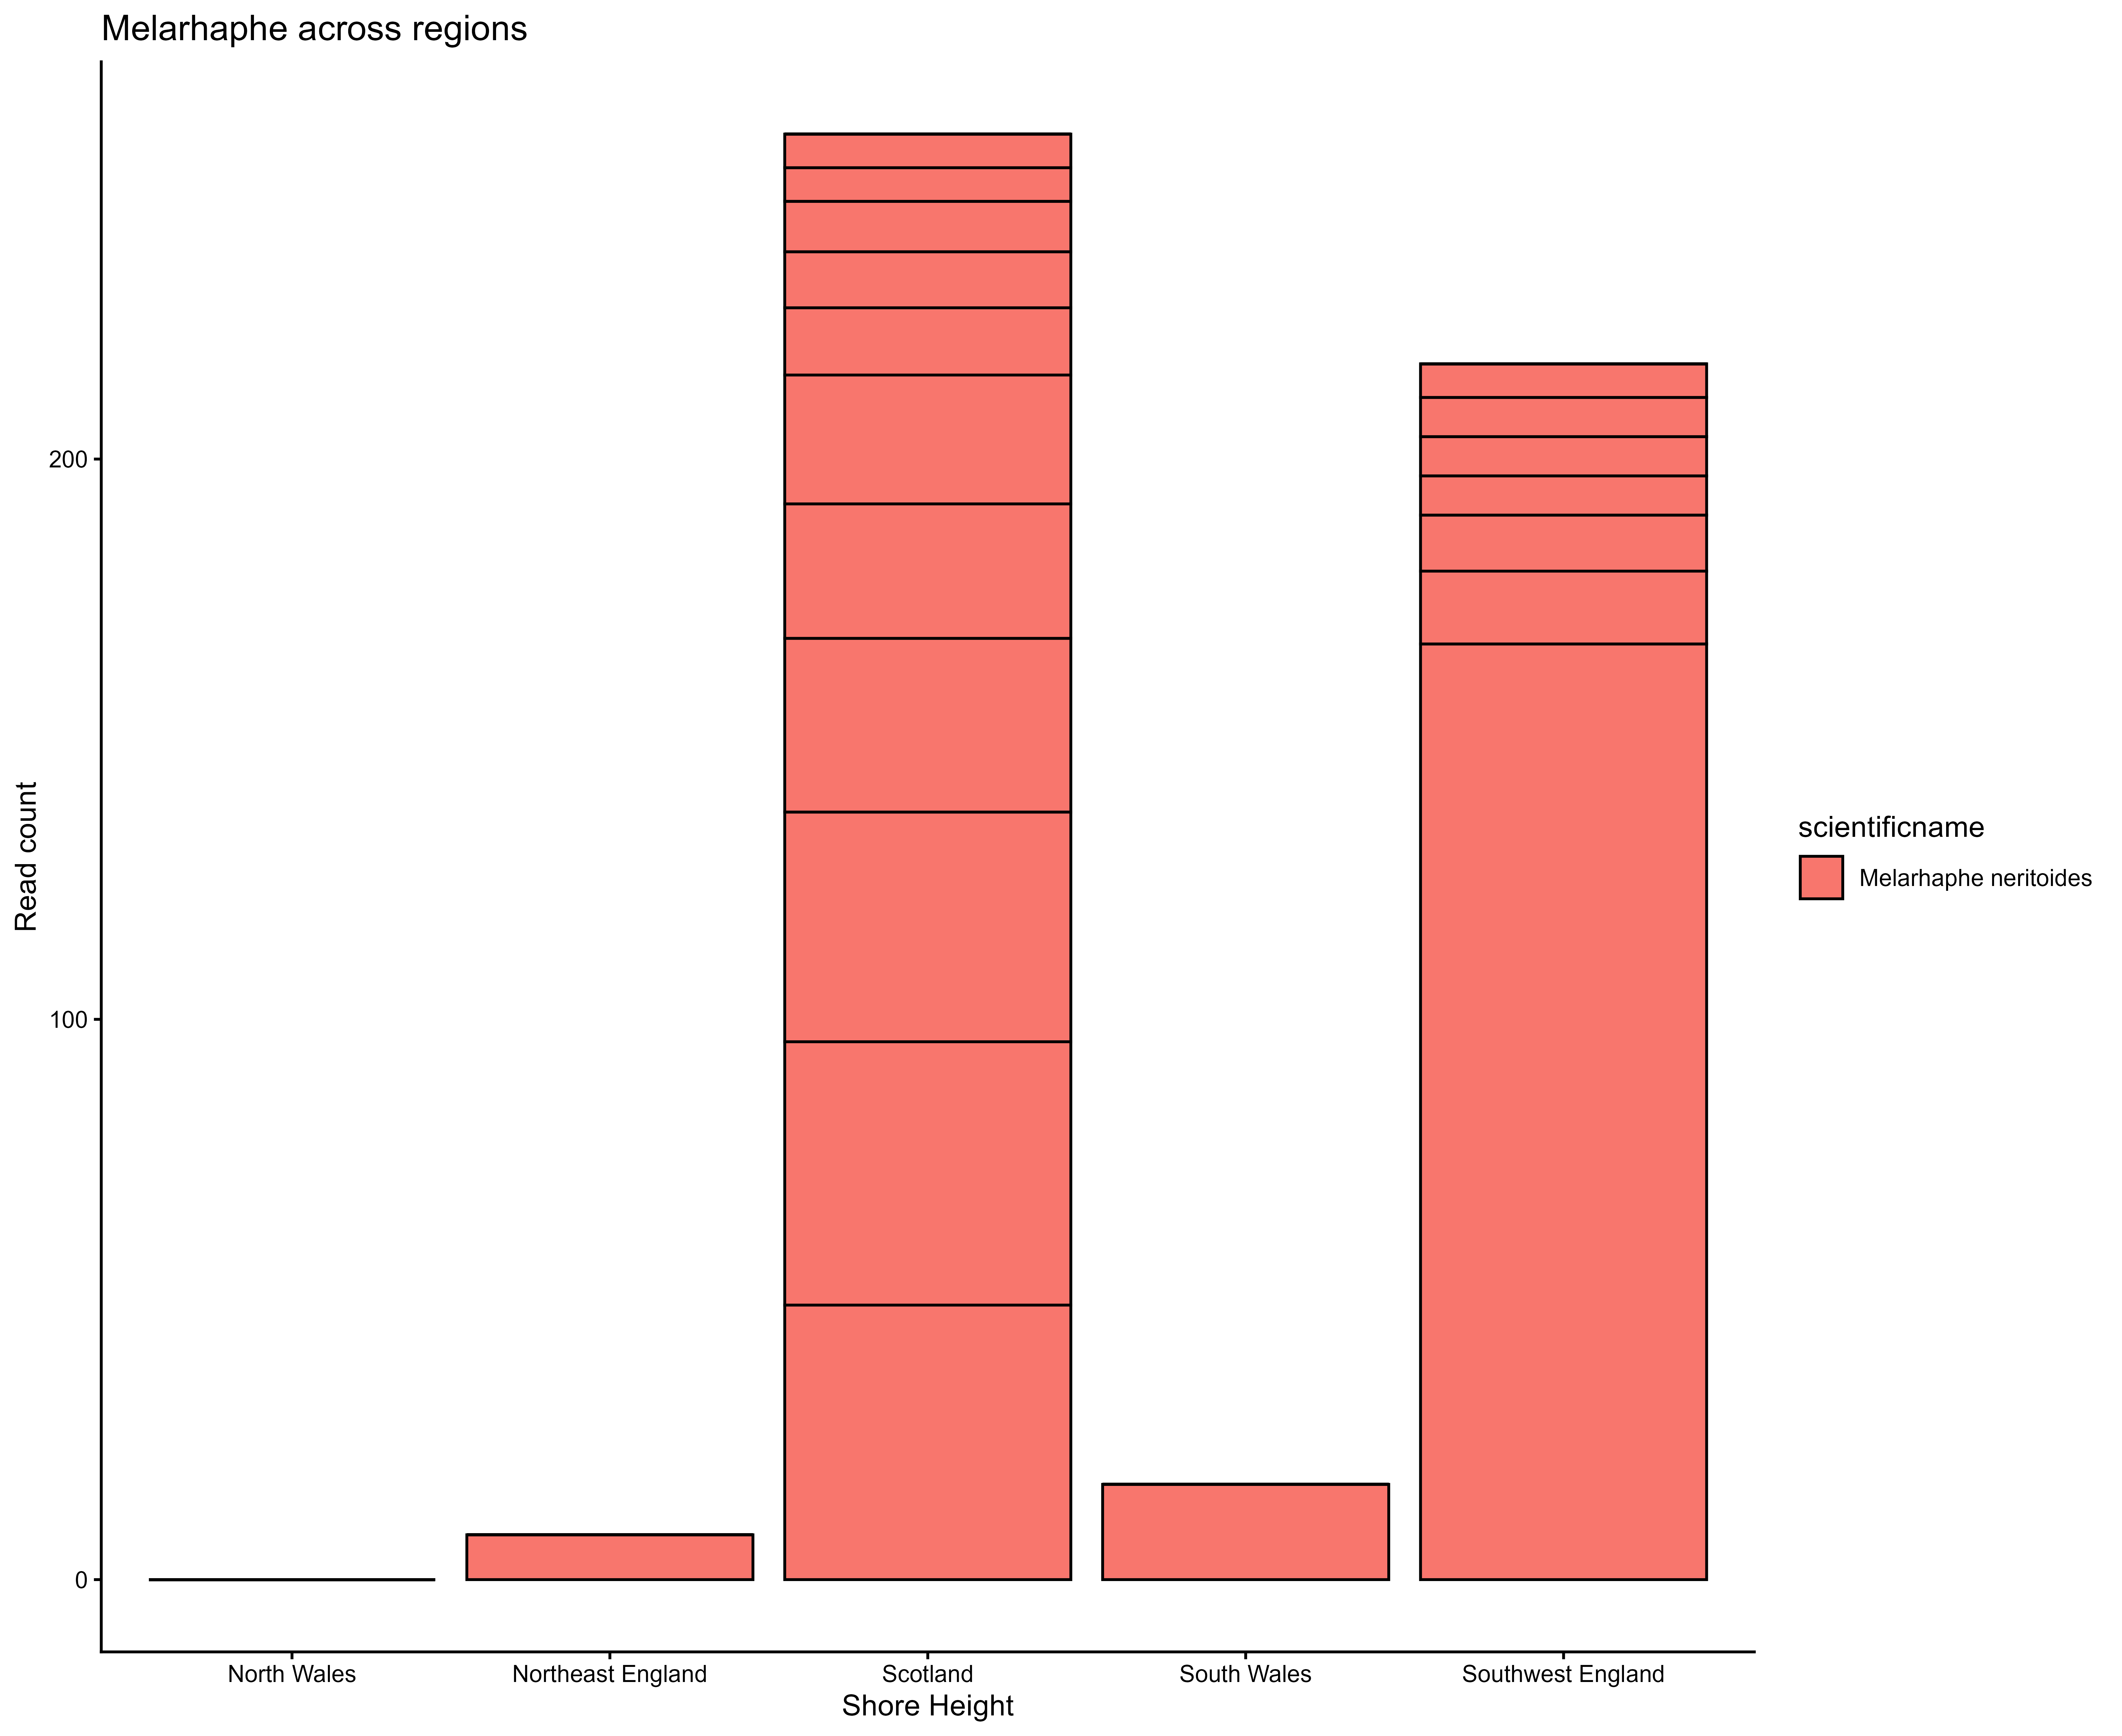 Melarhaphe across regions
Read count
200
100
0
North Wales
Northeast England
Scotland
South Wales
Southwest England
Shore Height
scientificname
Melarhaphe neritoides